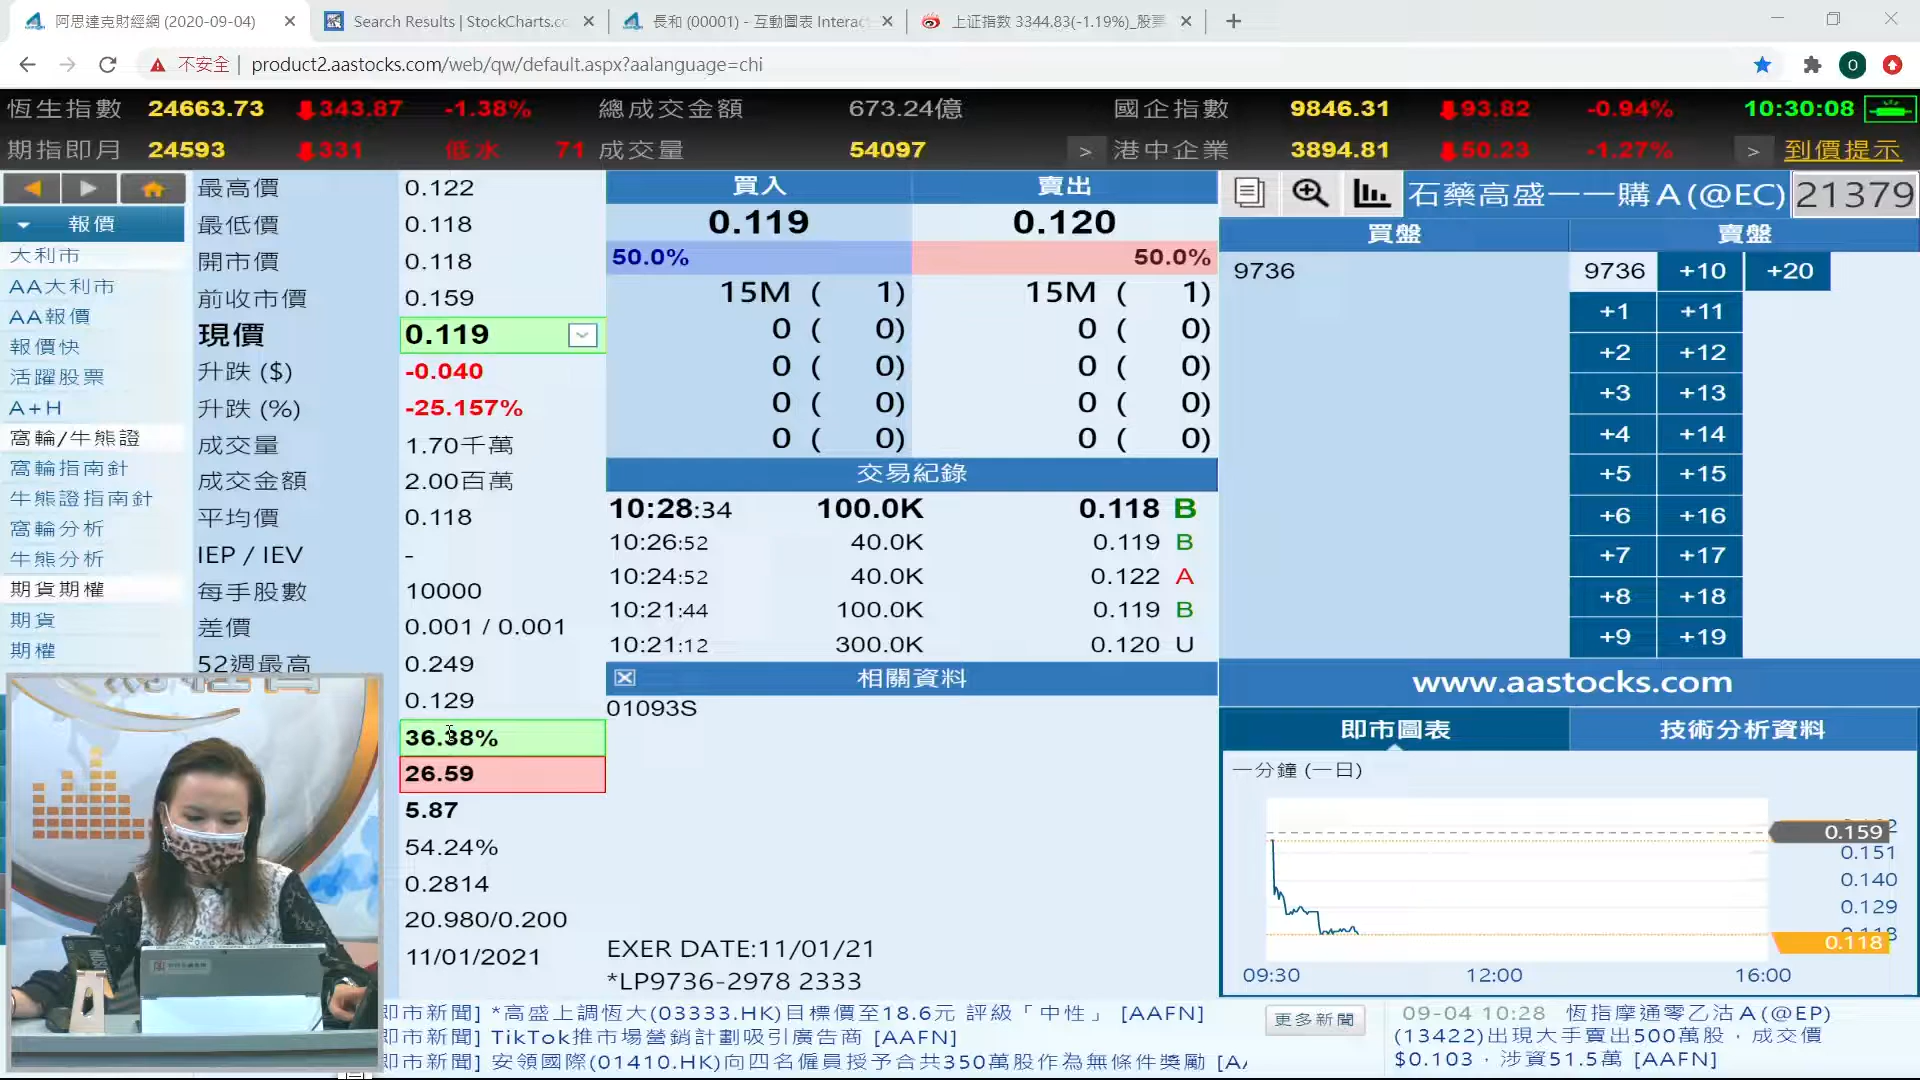 阿思達克財經網 (2020-09-04)
Search Results | StockCharts.co
長和 (00001) - 互動圖表 Interac
上证指数 3344.83(-1.19%)_股票
不安全 | product2.aastocks.com/web/qw/default.aspx?aalanguage=chi
恆生指數 24663.73 343.87 -1.38% 總成交金額 673.24億 國企指數 9846.31 93.82 -0.94% 10:30:08
期指即月 24593 331 低水 71 成交量 > 54097 港中企業 3894.81 50.23 -1.27% > 到價提示
報價
大利市
AA大利市
AA報價
報價快
活躍股票
A+H
窩輪/牛熊證
窩輪指南針
牛熊證指南針
窩輪分析
牛熊分析
期貨期權
期貨
期權
最高價 0.122
最低價 0.118
開市價 0.118
前收市價 0.159
現價 0.119
升跌 ($) -0.040
升跌 (%) -25.157%
成交量 1.70千萬
成交金額 2.00百萬
平均價 0.118
IEP / IEV -
每手股數 10000
差價 0.001 / 0.001
52週最高 0.249
0.129
36.38%
26.59
5.87
54.24%
0.2814
20.980/0.200
11/01/2021
買入 賣出
0.119 0.120
50.0% 50.0%
15M ( 1) 15M ( 1)
0 ( 0) 0 ( 0)
0 ( 0) 0 ( 0)
0 ( 0) 0 ( 0)
0 ( 0) 0 ( 0)
交易紀錄
10:28:34 100.0K 0.118 B
10:26:52 40.0K 0.119 B
10:24:52 40.0K 0.122 A
10:21:44 100.0K 0.119 B
10:21:12 300.0K 0.120 U
相關資料
01093S
EXER DATE:11/01/21
*LP9736-2978 2333
石藥高盛一一購A(@EC) 21379
買盤 賣盤
9736 9736 +10 +20
+1 +11
+2 +12
+3 +13
+4 +14
+5 +15
+6 +16
+7 +17
+8 +18
+9 +19
www.aastocks.com
即市圖表 技術分析資料
一分鐘 (一日)
0.159
0.151
0.140
0.129
0.118
09:30 12:00 16:00
即市新聞] *高盛上調恆大(03333.HK)目標價至18.6元 評級「中性」 [AAFN]
即市新聞] TikTok推市場營銷計劃吸引廣告商 [AAFN]
即市新聞] 安領國際(01410.HK)向四名僱員授予合共350萬股作為無條件獎勵 [A
更多新聞
09-04 10:28 恆指摩通零乙沽A(@EP)
(13422)出現大手賣出500萬股，成交價
$0.103，涉資51.5萬 [AAFN]